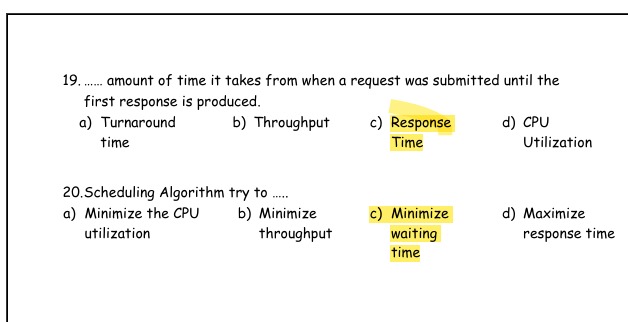 19. ...... amount of time it takes from when a request was submitted until the
first response is produced.
a) Turnaround time b) Throughput c) Response Time d) CPU Utilization
20.Scheduling Algorithm try to .....
a) Minimize the CPU utilization b) Minimize throughput c) Minimize waiting time d) Maximize response time